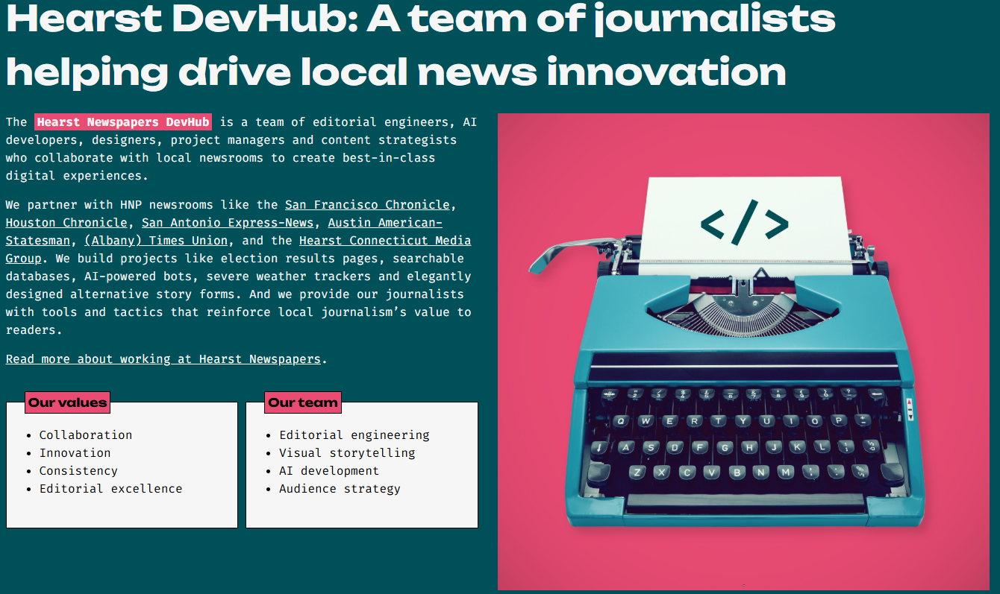 Hearst DevHub: A team of journalists
helping drive local news innovation
The Hearst Newspapers DevHub is a team of editorial engineers, AI
developers, designers, project managers and content strategists
who collaborate with local newsrooms to create best-in-class
digital experiences.
We partner with HNP newsrooms like the San Francisco Chronicle,
Houston Chronicle, San Antonio Express-News, Austin American-
Statesman, (Albany) Times Union, and the Hearst Connecticut Media
Group. We build projects like election results pages, searchable
databases, AI-powered bots, severe weather trackers and elegantly
designed alternative story forms. And we provide our journalists
with tools and tactics that reinforce local journalism’s value to
readers.
Read more about working at Hearst Newspapers.
Our values
Collaboration
Innovation
Consistency
Editorial excellence
Our team
Editorial engineering
Visual storytelling
AI development
Audience strategy
</>
Q W E R T Y U I O P
A S D F G H J K L
Z X C V B N M